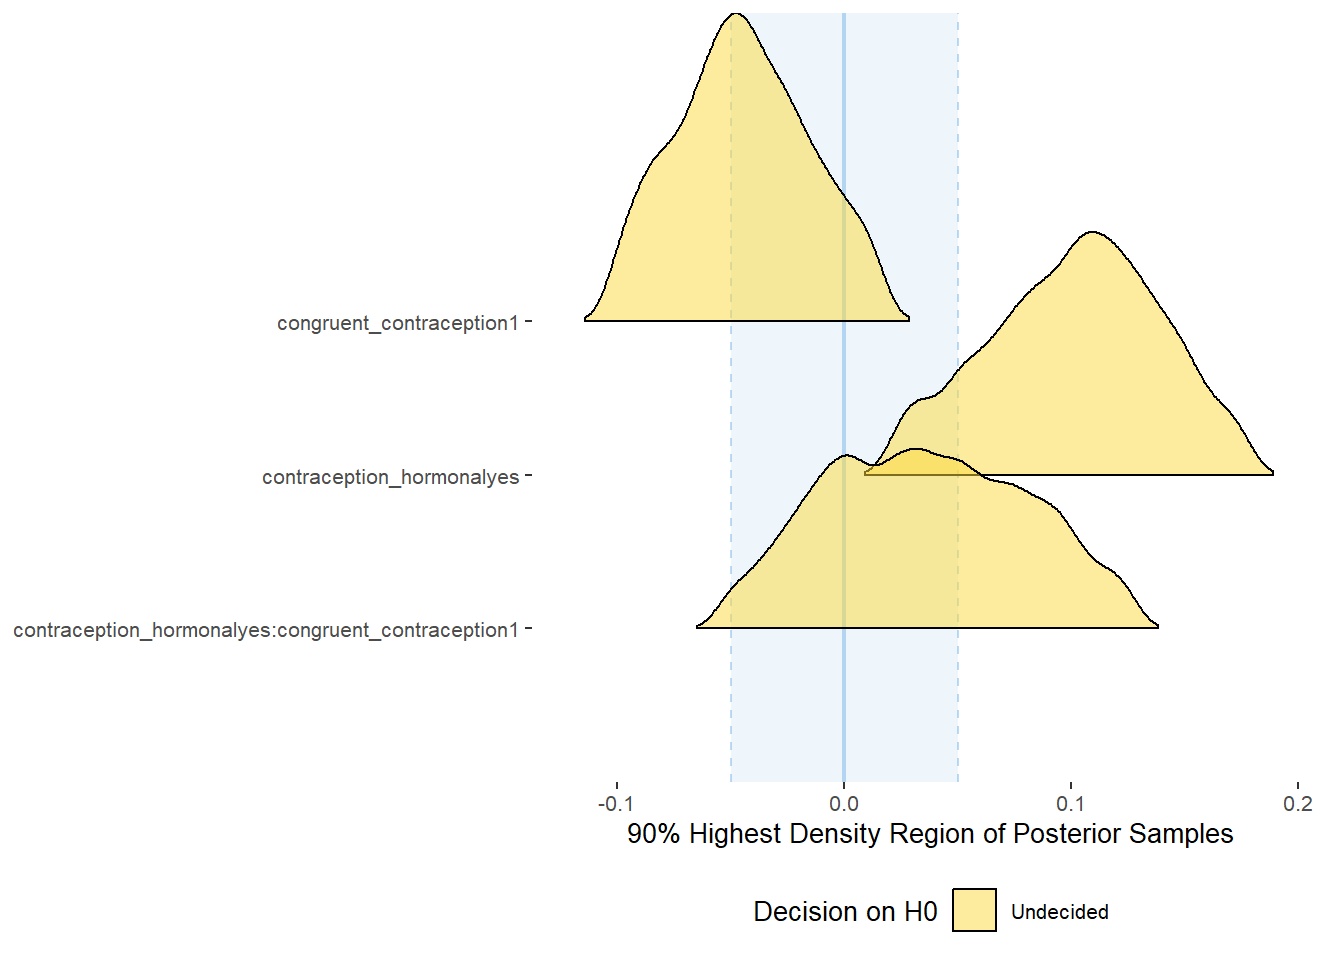 congruent_contraception1
contraception_hormonalyes
contraception_hormonalyes:congruent_contraception1
-0.1 0.0 0.1 0.2
90% Highest Density Region of Posterior Samples
Decision on H0 Undecided